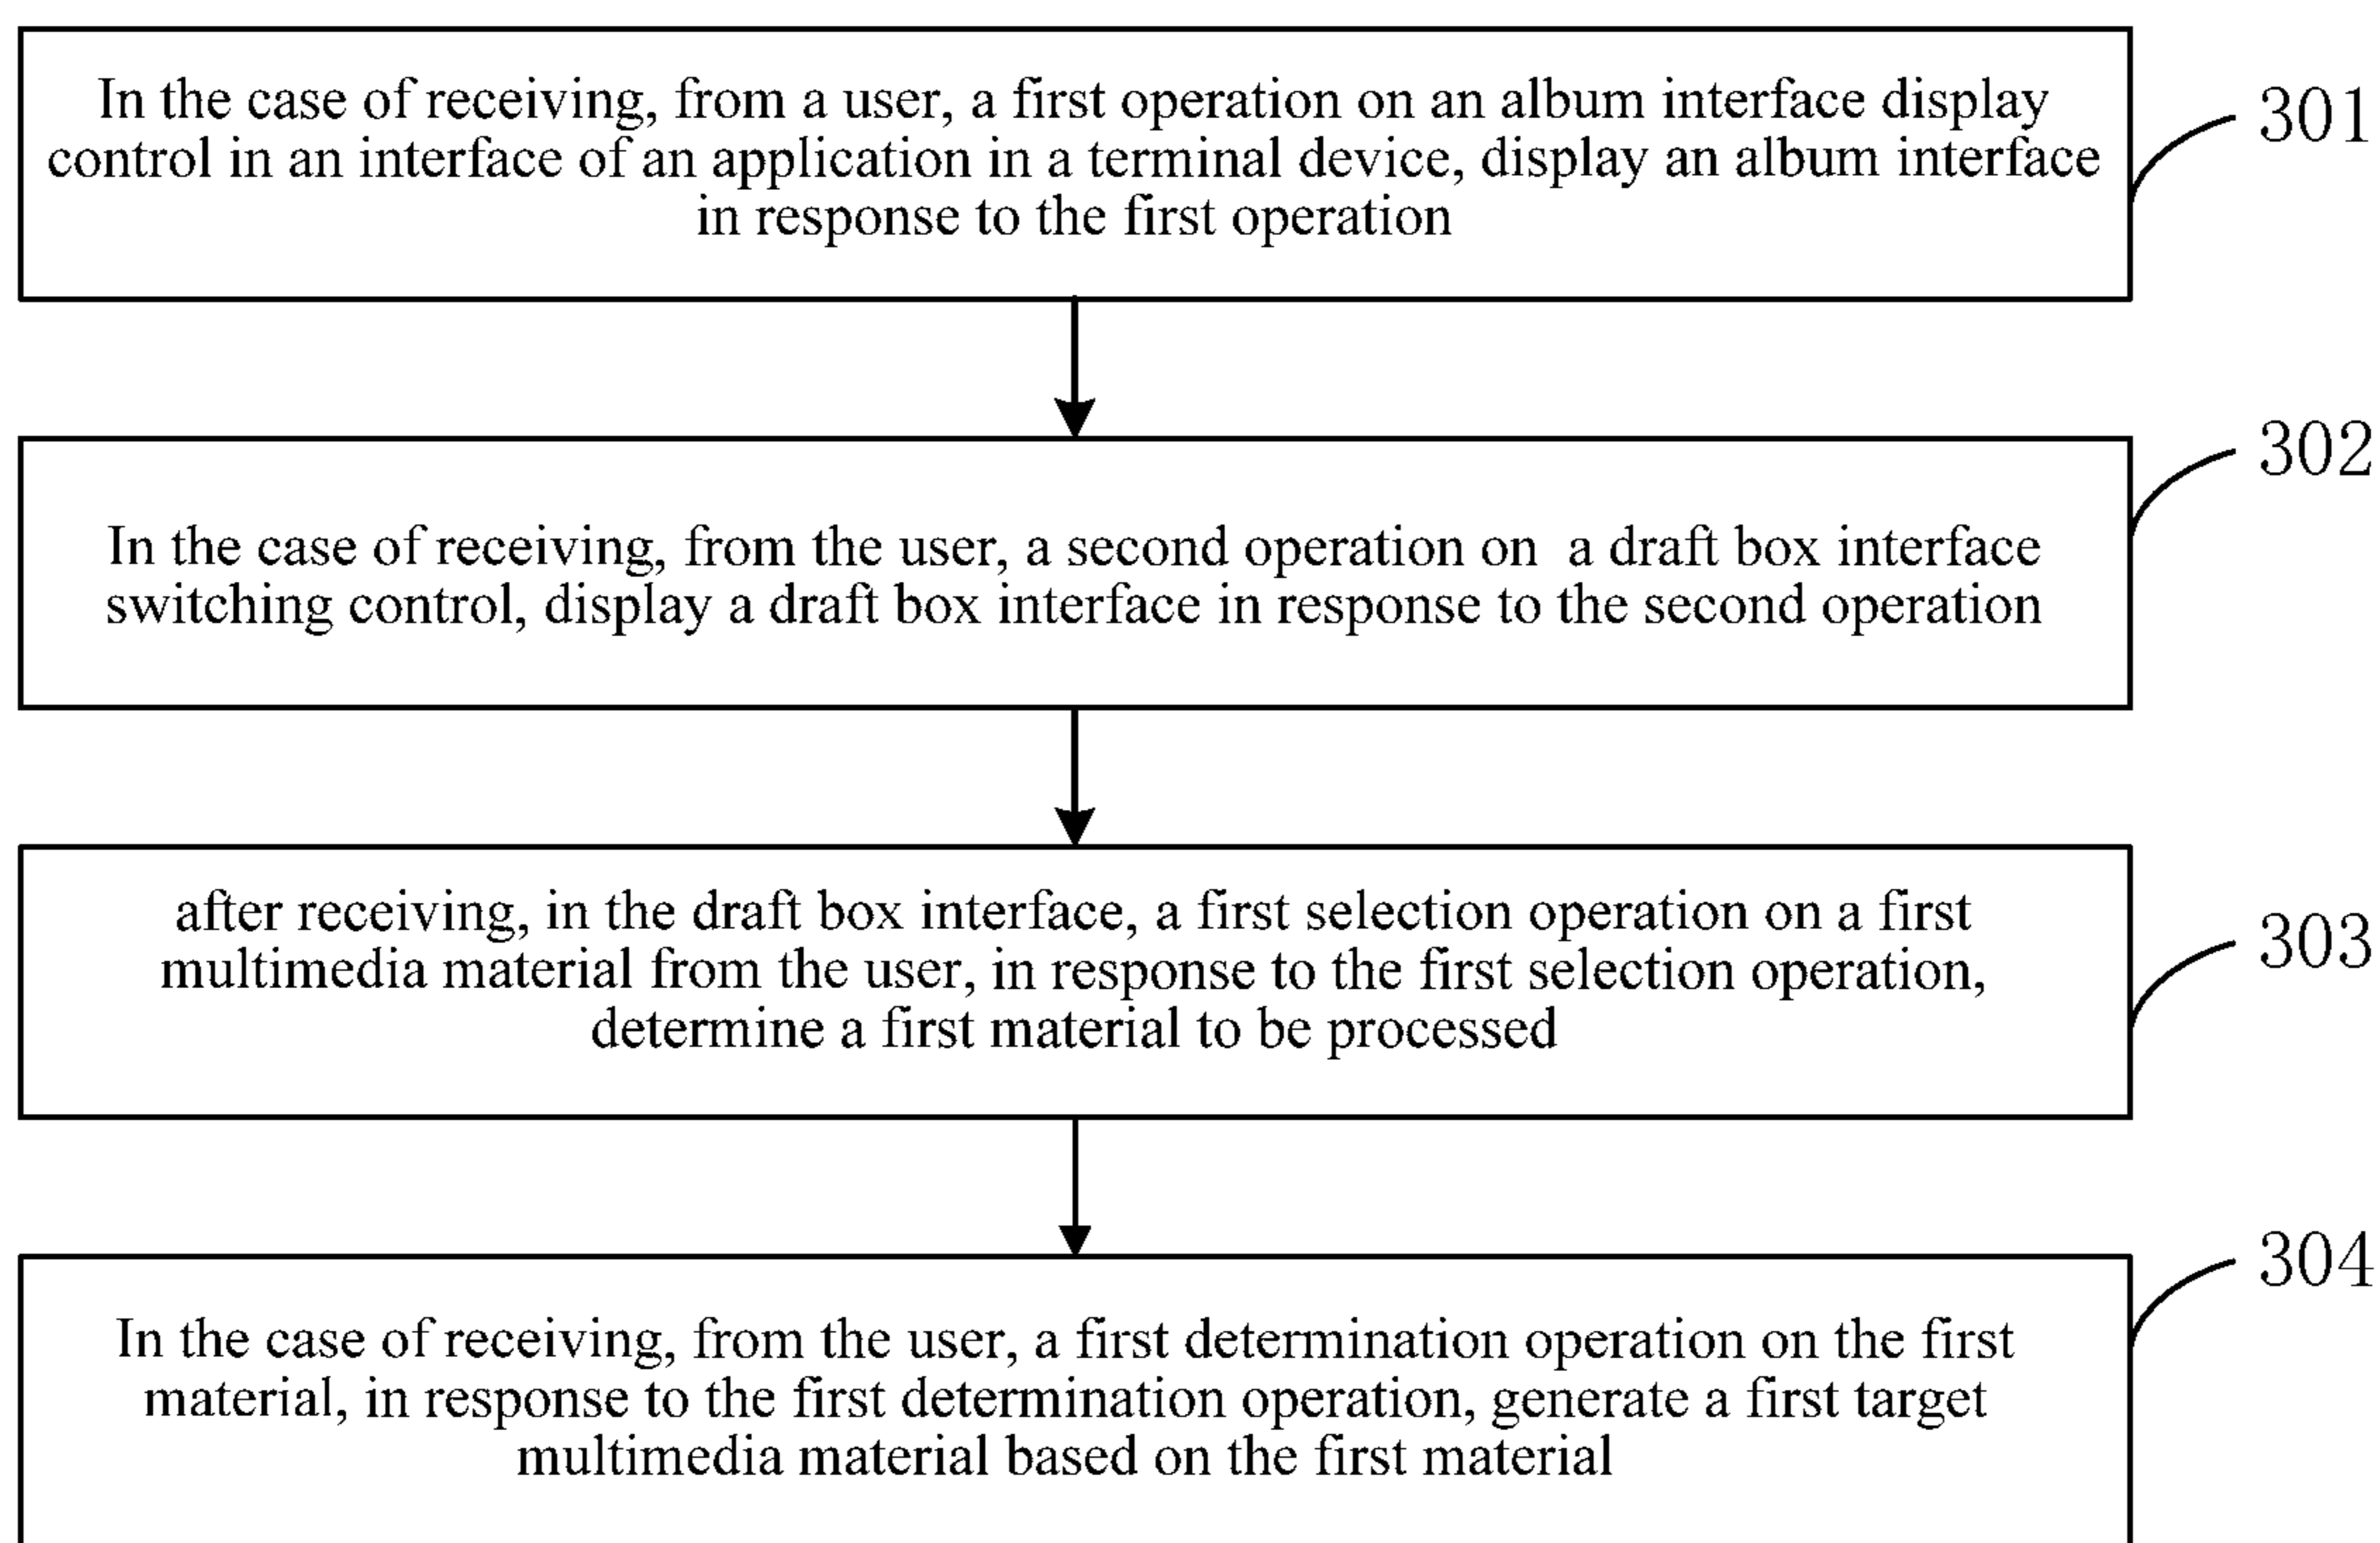 In the case of receiving, from a user, a first operation on an album interface display
control in an interface of an application in a terminal device, display an album interface
in response to the first operation
301
302
In the case of receiving, from the user, a second operation on a draft box interface
switching control, display a draft box interface in response to the second operation
after receiving, in the draft box interface, a first selection operation on a first
multimedia material from the user, in response to the first selection operation,
determine a first material to be processed
303
304
In the case of receiving, from the user, a first determination operation on the first
material, in response to the first determination operation, generate a first target
multimedia material based on the first material